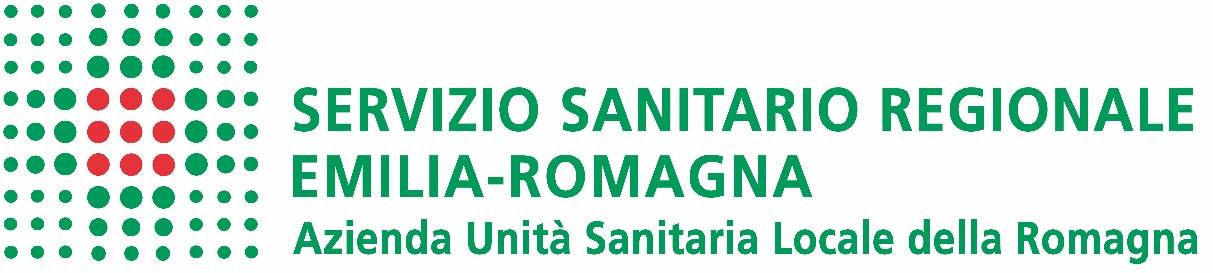 SERVIZIO SANITARIO REGIONALE
EMILIA-ROMAGNA
Azienda Unità Sanitaria Locale della Romagna